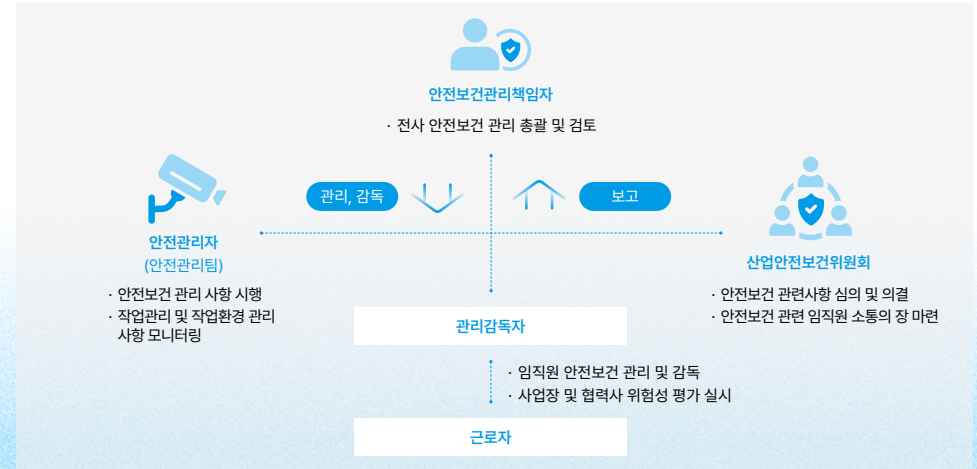 안전보건관리책임자
· 전사 안전보건 관리 총괄 및 검토
관리, 감독
보고
안전관리자
(안전관리팀)
· 안전보건 관리 사항 시행
· 작업관리 및 작업환경 관리
사항 모니터링
산업안전보건위원회
· 안전보건 관련사항 심의 및 의결
· 안전보건 관련 임직원 소통의 장 마련
관리감독자
· 임직원 안전보건 관리 및 감독
· 사업장 및 협력사 위험성 평가 실시
근로자